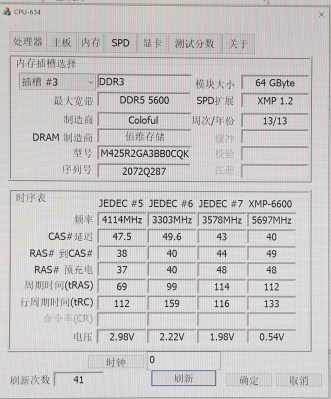 CPU-634
处理器 主板 内存 SPD 显卡 测试分数 关于
内存插槽选择
插槽 #3 DDR3 模块大小 64 GByte
最大宽带 DDR5 5600 SPD扩展 XMP 1.2
制造商 Coloful 周次/年份 13/13
DRAM 制造商 佰维存储 缓冲
型号 M425R2GA3BB0CQK 校验
序列号 2072Q287 注册
时序表
JEDEC #5 JEDEC #6 JEDEC #7 XMP-6600
频率 4114MHz 3303MHz 3578MHz 5697MHz
CAS#延迟 47.5 49.6 43 40
RAS# 到CAS# 38 40 44 49
RAS# 预充电 37 40 48 48
周期时间(tRAS) 69 99 114 112
行周期时间(tRC) 112 159 116 133
命令率(CR)
电压 2.98V 2.22V 1.98V 0.54V
时钟 0
刷新次数 41 刷新 确定 取消